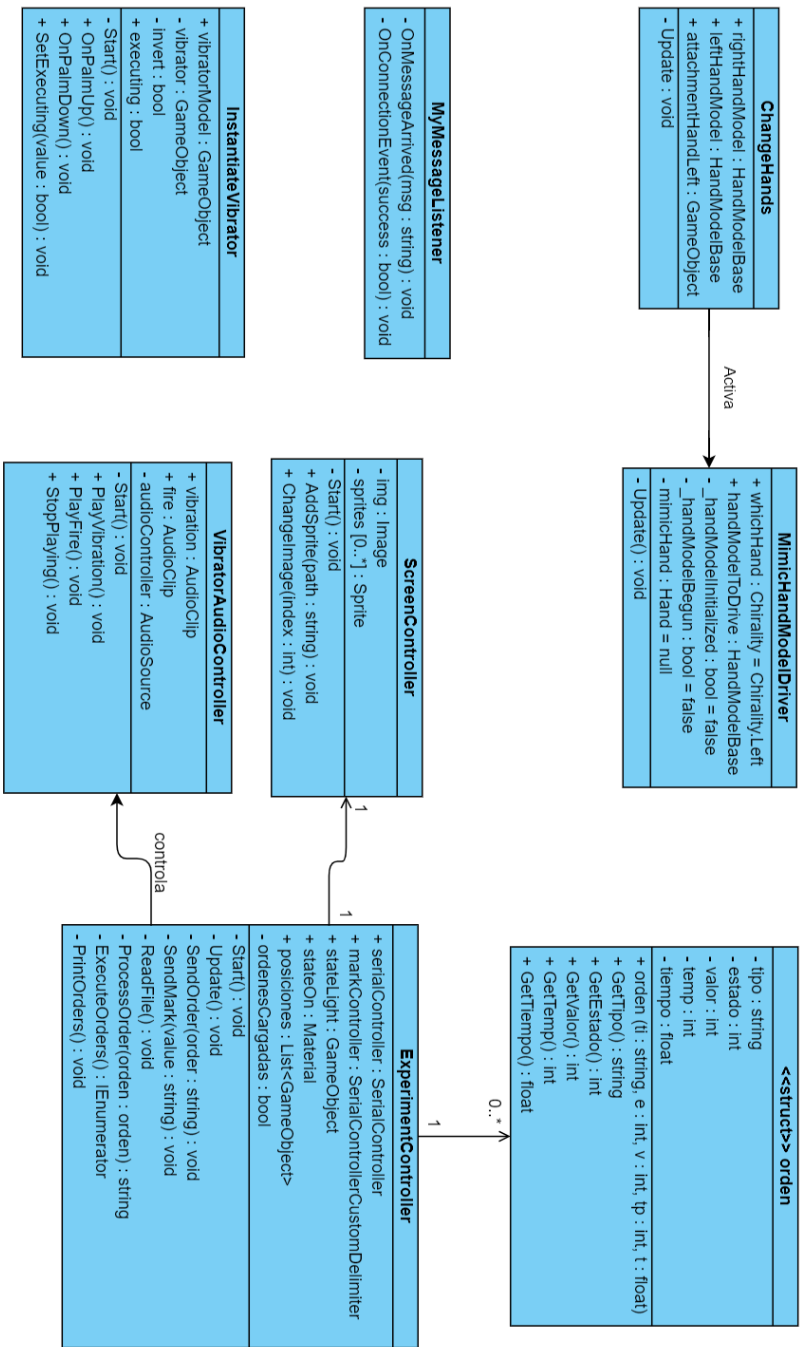 ChangeHands
+ rightHandModel : HandModelBase
+ leftHandModel : HandModelBase
+ attachmentHandLeft : GameObject
- Update : void
Activa
MimicHandModelDriver
+ whichHand : Chirality = Chirality.Left
+ handModelToDrive : HandModelBase
- _handModelInitialized : bool = false
- _handModelBegun : bool = false
- mimicHand : Hand = null
- Update() : void
<<struct>> orden
- tipo : string
- estado : int
- valor : int
- temp : int
- tiempo : float
+ orden (ti : string, e : int, v : int, tp : int, t : float)
+ GetTipo() : string
+ GetEstado() : int
+ GetValor() : int
+ GetTemp() : int
+ GetTiempo() : float
MyMessageListener
- OnMessageArrived(msg : string) : void
- OnConnectionEvent(success : bool) : void
ScreenController
- img : Image
- sprites [0..*] : Sprite
- Start() : void
+ AddSprite(path : string) : void
+ ChangeImage(index : int) : void
1
1
0..*
1
ExperimentController
+ serialController : SerialController
+ markController : SerialControllerCustomDelimiter
+ stateLight : GameObject
+ stateOn : Material
+ posiciones : List<GameObject>
- ordenesCargadas : bool
- Start() : void
- Update() : void
- SendOrder(order : string) : void
- SendMark(value : string) : void
- ReadFile() : void
- ProcessOrder(orden : orden) : string
- ExecuteOrders() : IEnumerator
- PrintOrders() : void
InstantiateVibrator
+ vibratorModel : GameObject
- vibrator : GameObject
- invert : bool
+ executing : bool
- Start() : void
+ OnPalmUp() : void
+ OnPalmDown() : void
+ SetExecuting(value : bool) : void
VibratorAudioController
+ vibration : AudioClip
+ fire : AudioClip
- audioController : AudioSource
- Start() : void
+ PlayVibration() : void
+ PlayFire() : void
+ StopPlaying() : void
controla